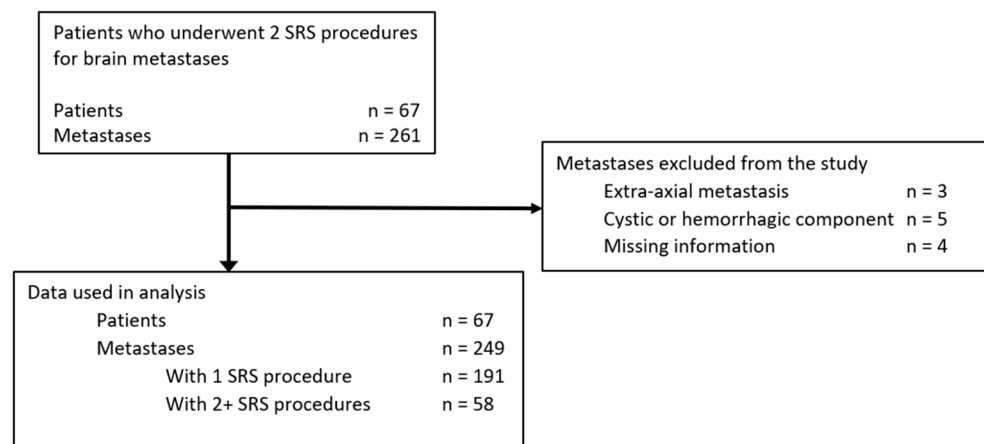 Patients who underwent 2 SRS procedures
for brain metastases
Patients n = 67
Metastases n = 261
Metastases excluded from the study
Extra-axial metastasis n = 3
Cystic or hemorrhagic component n = 5
Missing information n = 4
Data used in analysis
Patients n = 67
Metastases n = 249
With 1 SRS procedure n = 191
With 2+ SRS procedures n = 58